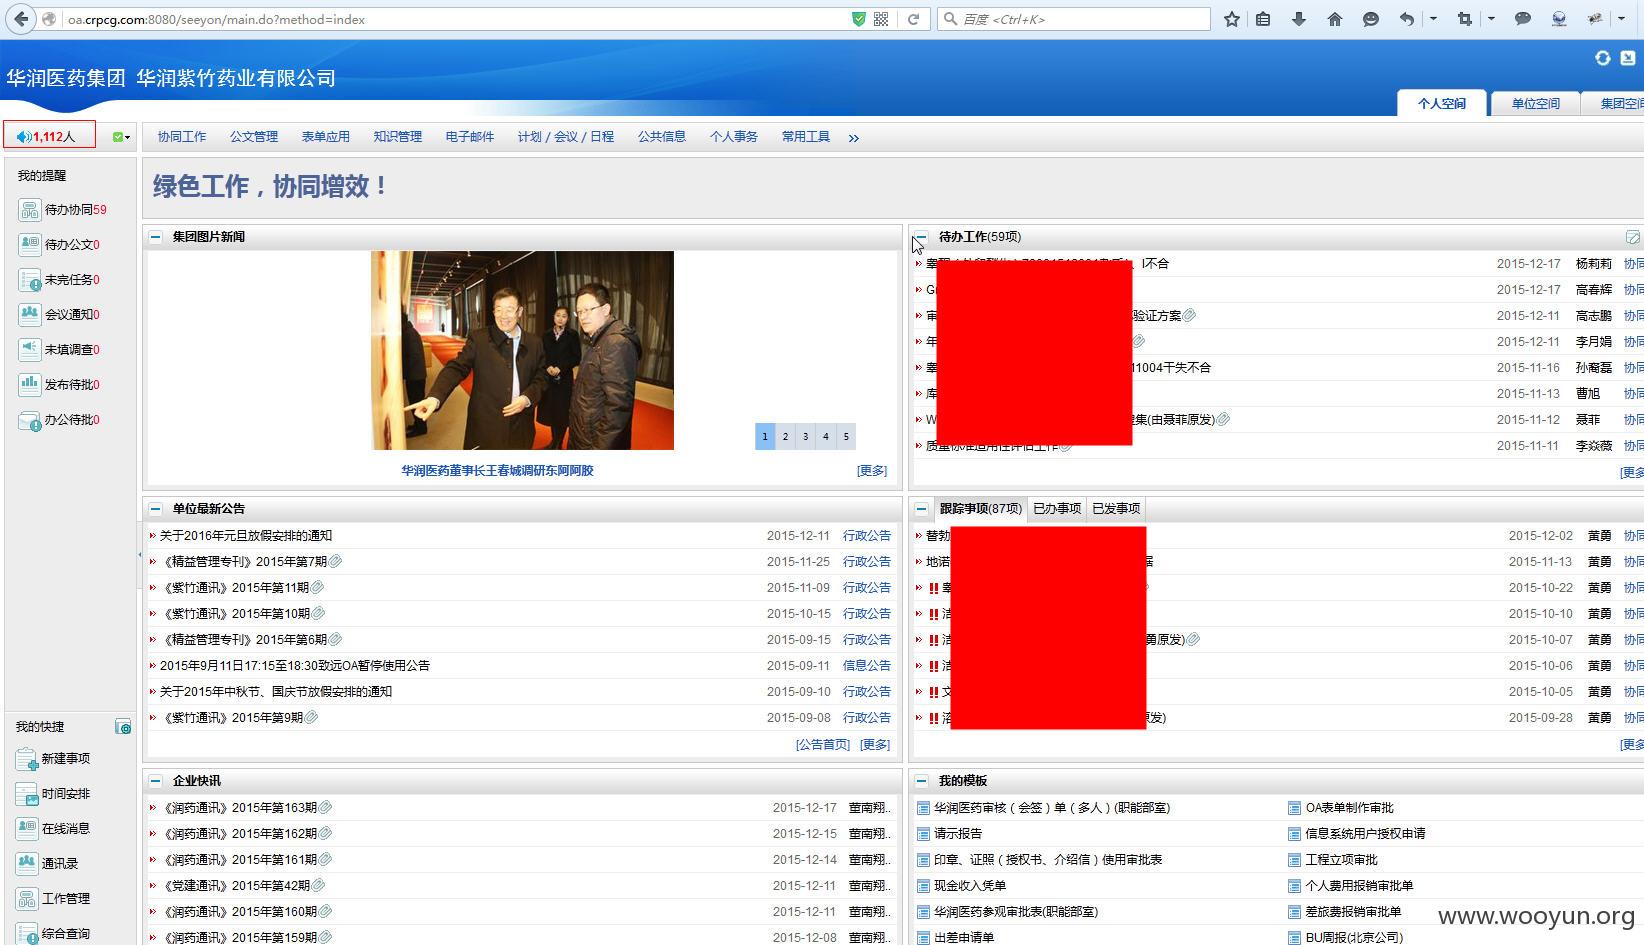 oa.crpcg.com:8080/seeyon/main.do?method=index
百度 <Ctrl+K>
华润医药集团 华润紫竹药业有限公司
个人空间 单位空间 集团空间
1,112人
协同工作 公文管理 表单应用 知识管理 电子邮件 计划 / 会议 / 日程 公共信息 个人事务 常用工具 »
我的提醒
待办协同59
待办公文0
未完任务0
会议通知0
未填调查0
发布待批0
办公待批0
我的快捷
新建事项
时间安排
在线消息
通讯录
工作管理
综合查询
绿色工作，协同增效！
集团图片新闻
1 2 3 4 5
华润医药董事长王春城调研东阿阿胶
[更多]
待办工作(59项)
、I不合 2015-12-17 杨莉莉 协同
2015-12-17 高春辉 协同
审 验证方案 2015-12-11 高志鹏 协同
年 2015-12-11 李月娟 协同
睾 11004干失不合 2015-11-16 孙裔磊 协同
库 2015-11-13 曹旭 协同
W 集(由聂菲原发) 2015-11-12 聂菲 协同
质量标准适用性评估工作 2015-11-11 李焱薇 协同
[更多
单位最新公告
关于2016年元旦放假安排的通知 2015-12-11 行政公告
《精益管理专刊》2015年第7期 2015-11-25 行政公告
《紫竹通讯》2015年第11期 2015-11-09 行政公告
《紫竹通讯》2015年第10期 2015-10-15 行政公告
《精益管理专刊》2015年第6期 2015-09-15 行政公告
2015年9月11日17:15至18:30致远OA暂停使用公告 2015-09-11 信息公告
关于2015年中秋节、国庆节放假安排的通知 2015-09-10 行政公告
《紫竹通讯》2015年第9期 2015-09-08 行政公告
[公告首页] [更多]
跟踪事项(87项) 已办事项 已发事项
替勃 2015-12-02 黄勇 协同
地诺 据 2015-11-13 黄勇 协同
!! 睾 2015-10-22 黄勇 协同
!! 洁 2015-10-10 黄勇 协同
!! 洁 勇原发) 2015-10-07 黄勇 协同
!! 洁 2015-10-06 黄勇 协同
!! 文 2015-10-05 黄勇 协同
!! 溶 原发) 2015-09-28 黄勇 协同
[更多
企业快讯
《润药通讯》2015年第163期 2015-12-17 董南翔..
《润药通讯》2015年第162期 2015-12-15 董南翔..
《润药通讯》2015年第161期 2015-12-14 董南翔..
《党建通讯》2015年第42期 2015-12-11 董南翔..
《润药通讯》2015年第160期 2015-12-11 董南翔..
《润药通讯》2015年第159期 2015-12-08 董南翔..
我的模板
华润医药审核（会签）单（多人）(职能部室) OA表单制作审批
请示报告 信息系统用户授权申请
印章、证照（授权书、介绍信）使用审批表 工程立项审批
现金收入凭单 个人费用报销审批单
华润医药参观审批表(职能部室) 差旅费报销审批单
出差申请单 BU周报(北京公司)
www.wooyun.org